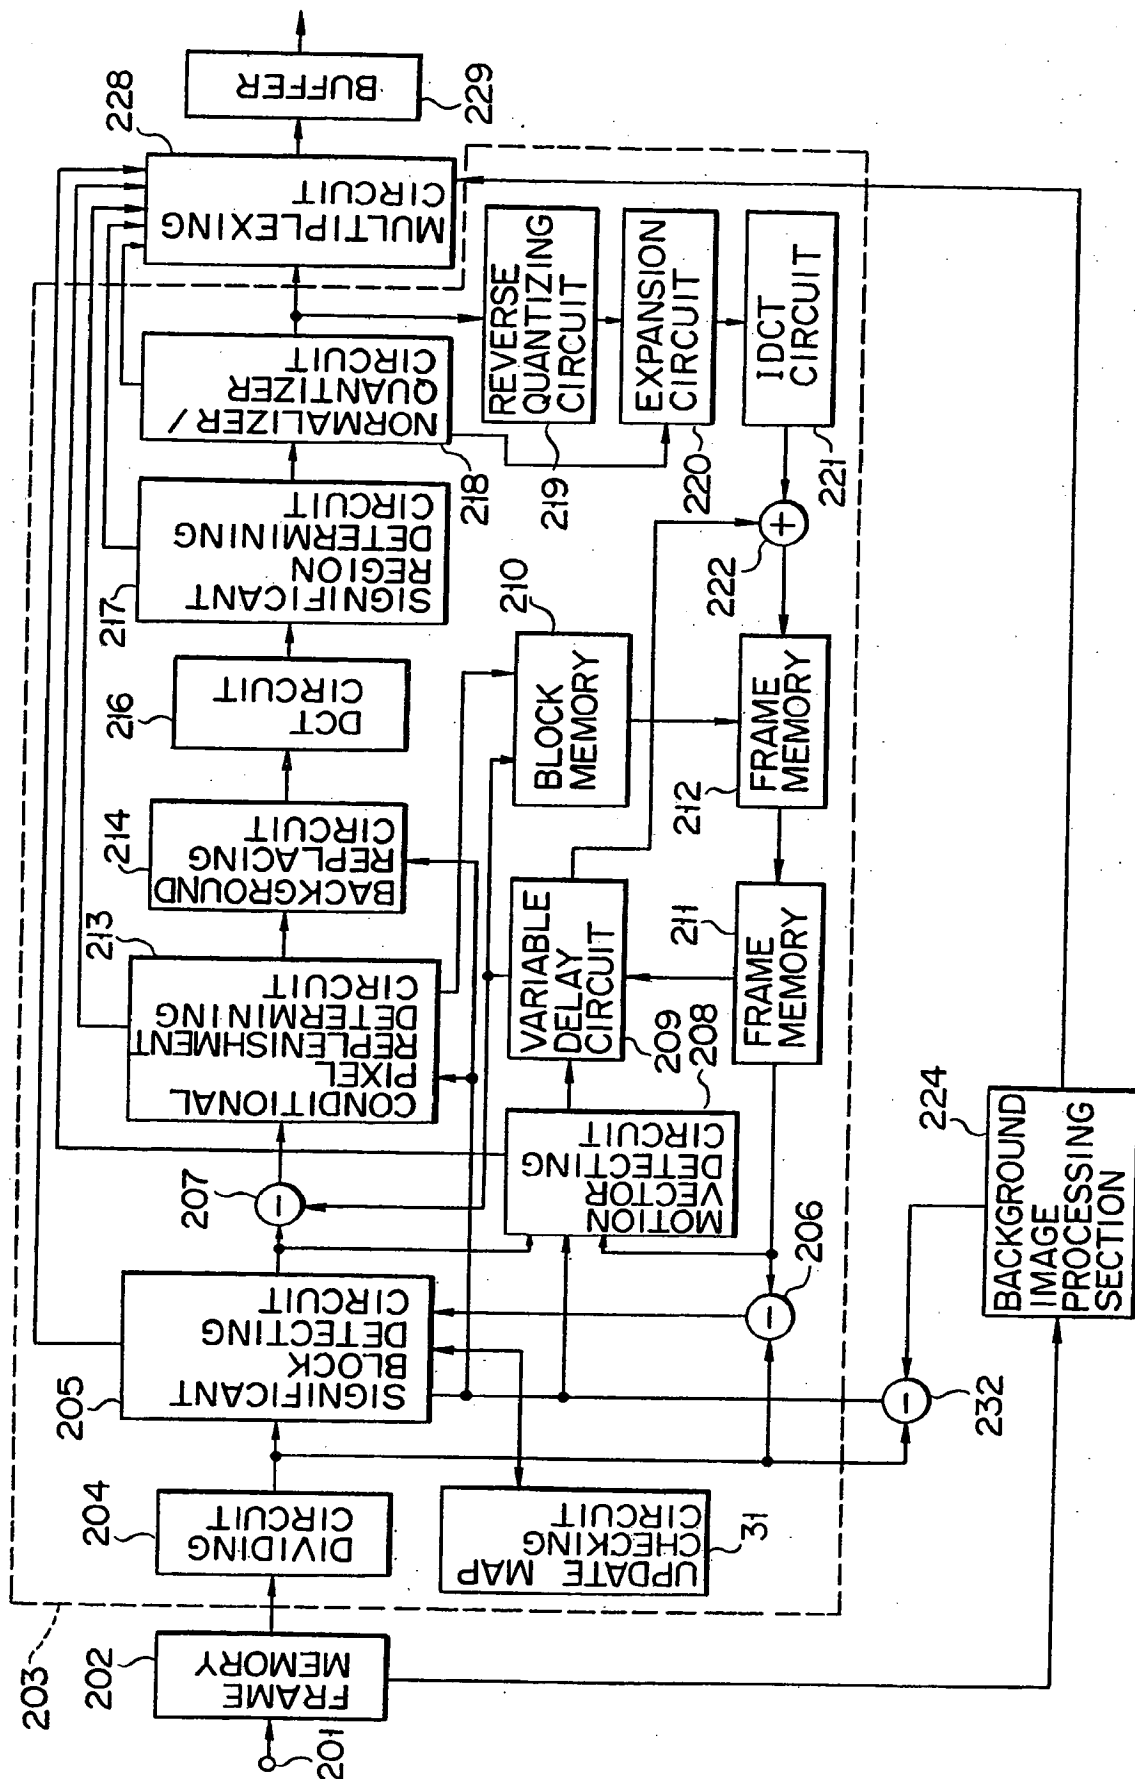 201
FRAME
MEMORY
202
203
DIVIDING
CIRCUIT
204
SIGNIFICANT
BLOCK
DETECTING
CIRCUIT
205
UPDATE MAP
CHECKING
CIRCUIT
31
206
207
MOTION
VECTOR
DETECTING
CIRCUIT
208
VARIABLE
DELAY
CIRCUIT
209
BLOCK
MEMORY
210
FRAME
MEMORY
211
FRAME
MEMORY
212
CONDITIONAL
PIXEL
REPLENISHMENT
DETERMINING
CIRCUIT
213
BACKGROUND
REPLACING
CIRCUIT
214
DCT
CIRCUIT
216
SIGNIFICANT
REGION
DETERMINING
CIRCUIT
217
NORMALIZER/
QUANTIZER
CIRCUIT
218
REVERSE
QUANTIZING
CIRCUIT
219
EXPANSION
CIRCUIT
220
IDCT
CIRCUIT
221
+
222
MULTIPLEXING
CIRCUIT
228
BUFFER
229
BACKGROUND
IMAGE
PROCESSING
SECTION
224
232